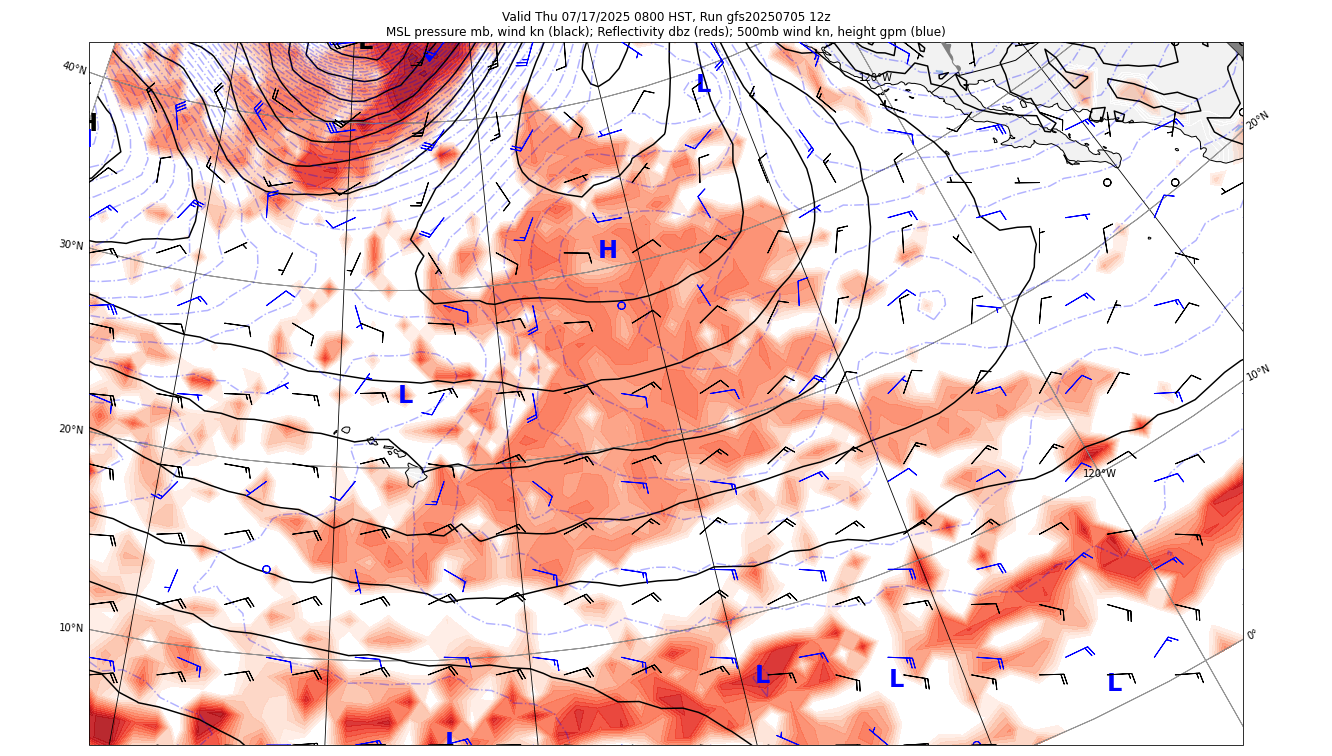 Valid Thu 07/17/2025 0800 HST, Run gfs20250705 12z
MSL pressure mb, wind kn (black); Reflectivity dbz (reds); 500mb wind kn, height gpm (blue)
L
40°N
120°W
L
H
20°N
30°N
H
10°N
L
20°N
120°W
10°N
0°
L
L
L
L